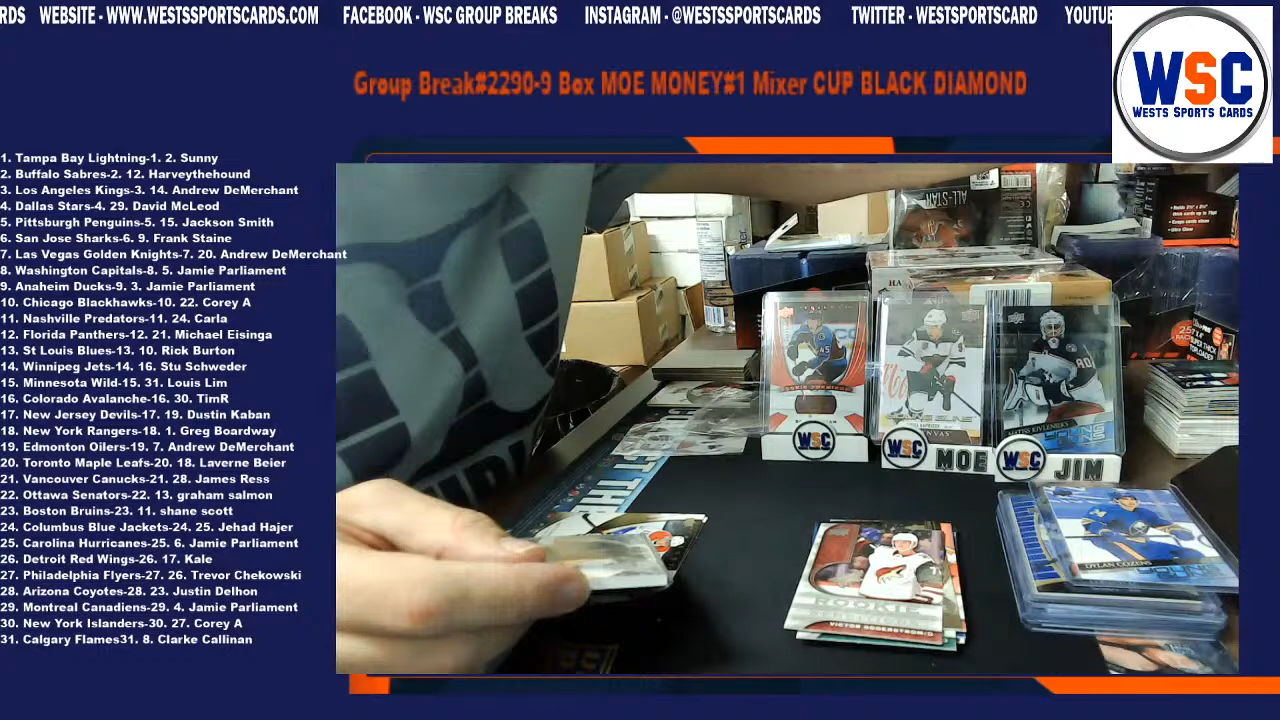 RDS WEBSITE - WWW.WESTSSPORTSCARDS.COM FACEBOOK - WSC GROUP BREAKS INSTAGRAM - @WESTSSPORTSCARDS TWITTER - WESTSPORTSCARD YOUTUBE
WSC
WESTS SPORTS CARDS
Group Break#2290-9 Box MOE MONEY#1 Mixer CUP BLACK DIAMOND
1. Tampa Bay Lightning-1. 2. Sunny
2. Buffalo Sabres-2. 12. Harveythehound
3. Los Angeles Kings-3. 14. Andrew DeMerchant
4. Dallas Stars-4. 29. David McLeod
5. Pittsburgh Penguins-5. 15. Jackson Smith
6. San Jose Sharks-6. 9. Frank Staine
7. Las Vegas Golden Knights-7. 20. Andrew DeMerchant
8. Washington Capitals-8. 5. Jamie Parliament
9. Anaheim Ducks-9. 3. Jamie Parliament
10. Chicago Blackhawks-10. 22. Corey A
11. Nashville Predators-11. 24. Carla
12. Florida Panthers-12. 21. Michael Eisinga
13. St Louis Blues-13. 10. Rick Burton
14. Winnipeg Jets-14. 16. Stu Schweder
15. Minnesota Wild-15. 31. Louis Lim
16. Colorado Avalanche-16. 30. TimR
17. New Jersey Devils-17. 19. Dustin Kaban
18. New York Rangers-18. 1. Greg Boardway
19. Edmonton Oilers-19. 7. Andrew DeMerchant
20. Toronto Maple Leafs-20. 18. Laverne Beier
21. Vancouver Canucks-21. 28. James Ress
22. Ottawa Senators-22. 13. graham salmon
23. Boston Bruins-23. 11. shane scott
24. Columbus Blue Jackets-24. 25. Jehad Hajer
25. Carolina Hurricanes-25. 6. Jamie Parliament
26. Detroit Red Wings-26. 17. Kale
27. Philadelphia Flyers-27. 26. Trevor Chekowski
28. Arizona Coyotes-28. 23. Justin Delhon
29. Montreal Canadiens-29. 4. Jamie Parliament
30. New York Islanders-30. 27. Corey A
31. Calgary Flames31. 8. Clarke Callinan
ALL-STAR
WSC
WSC
MOE
WSC
JIM
ROOKIE
VICTOR SODERSTROM/D
DYLAN COZENS